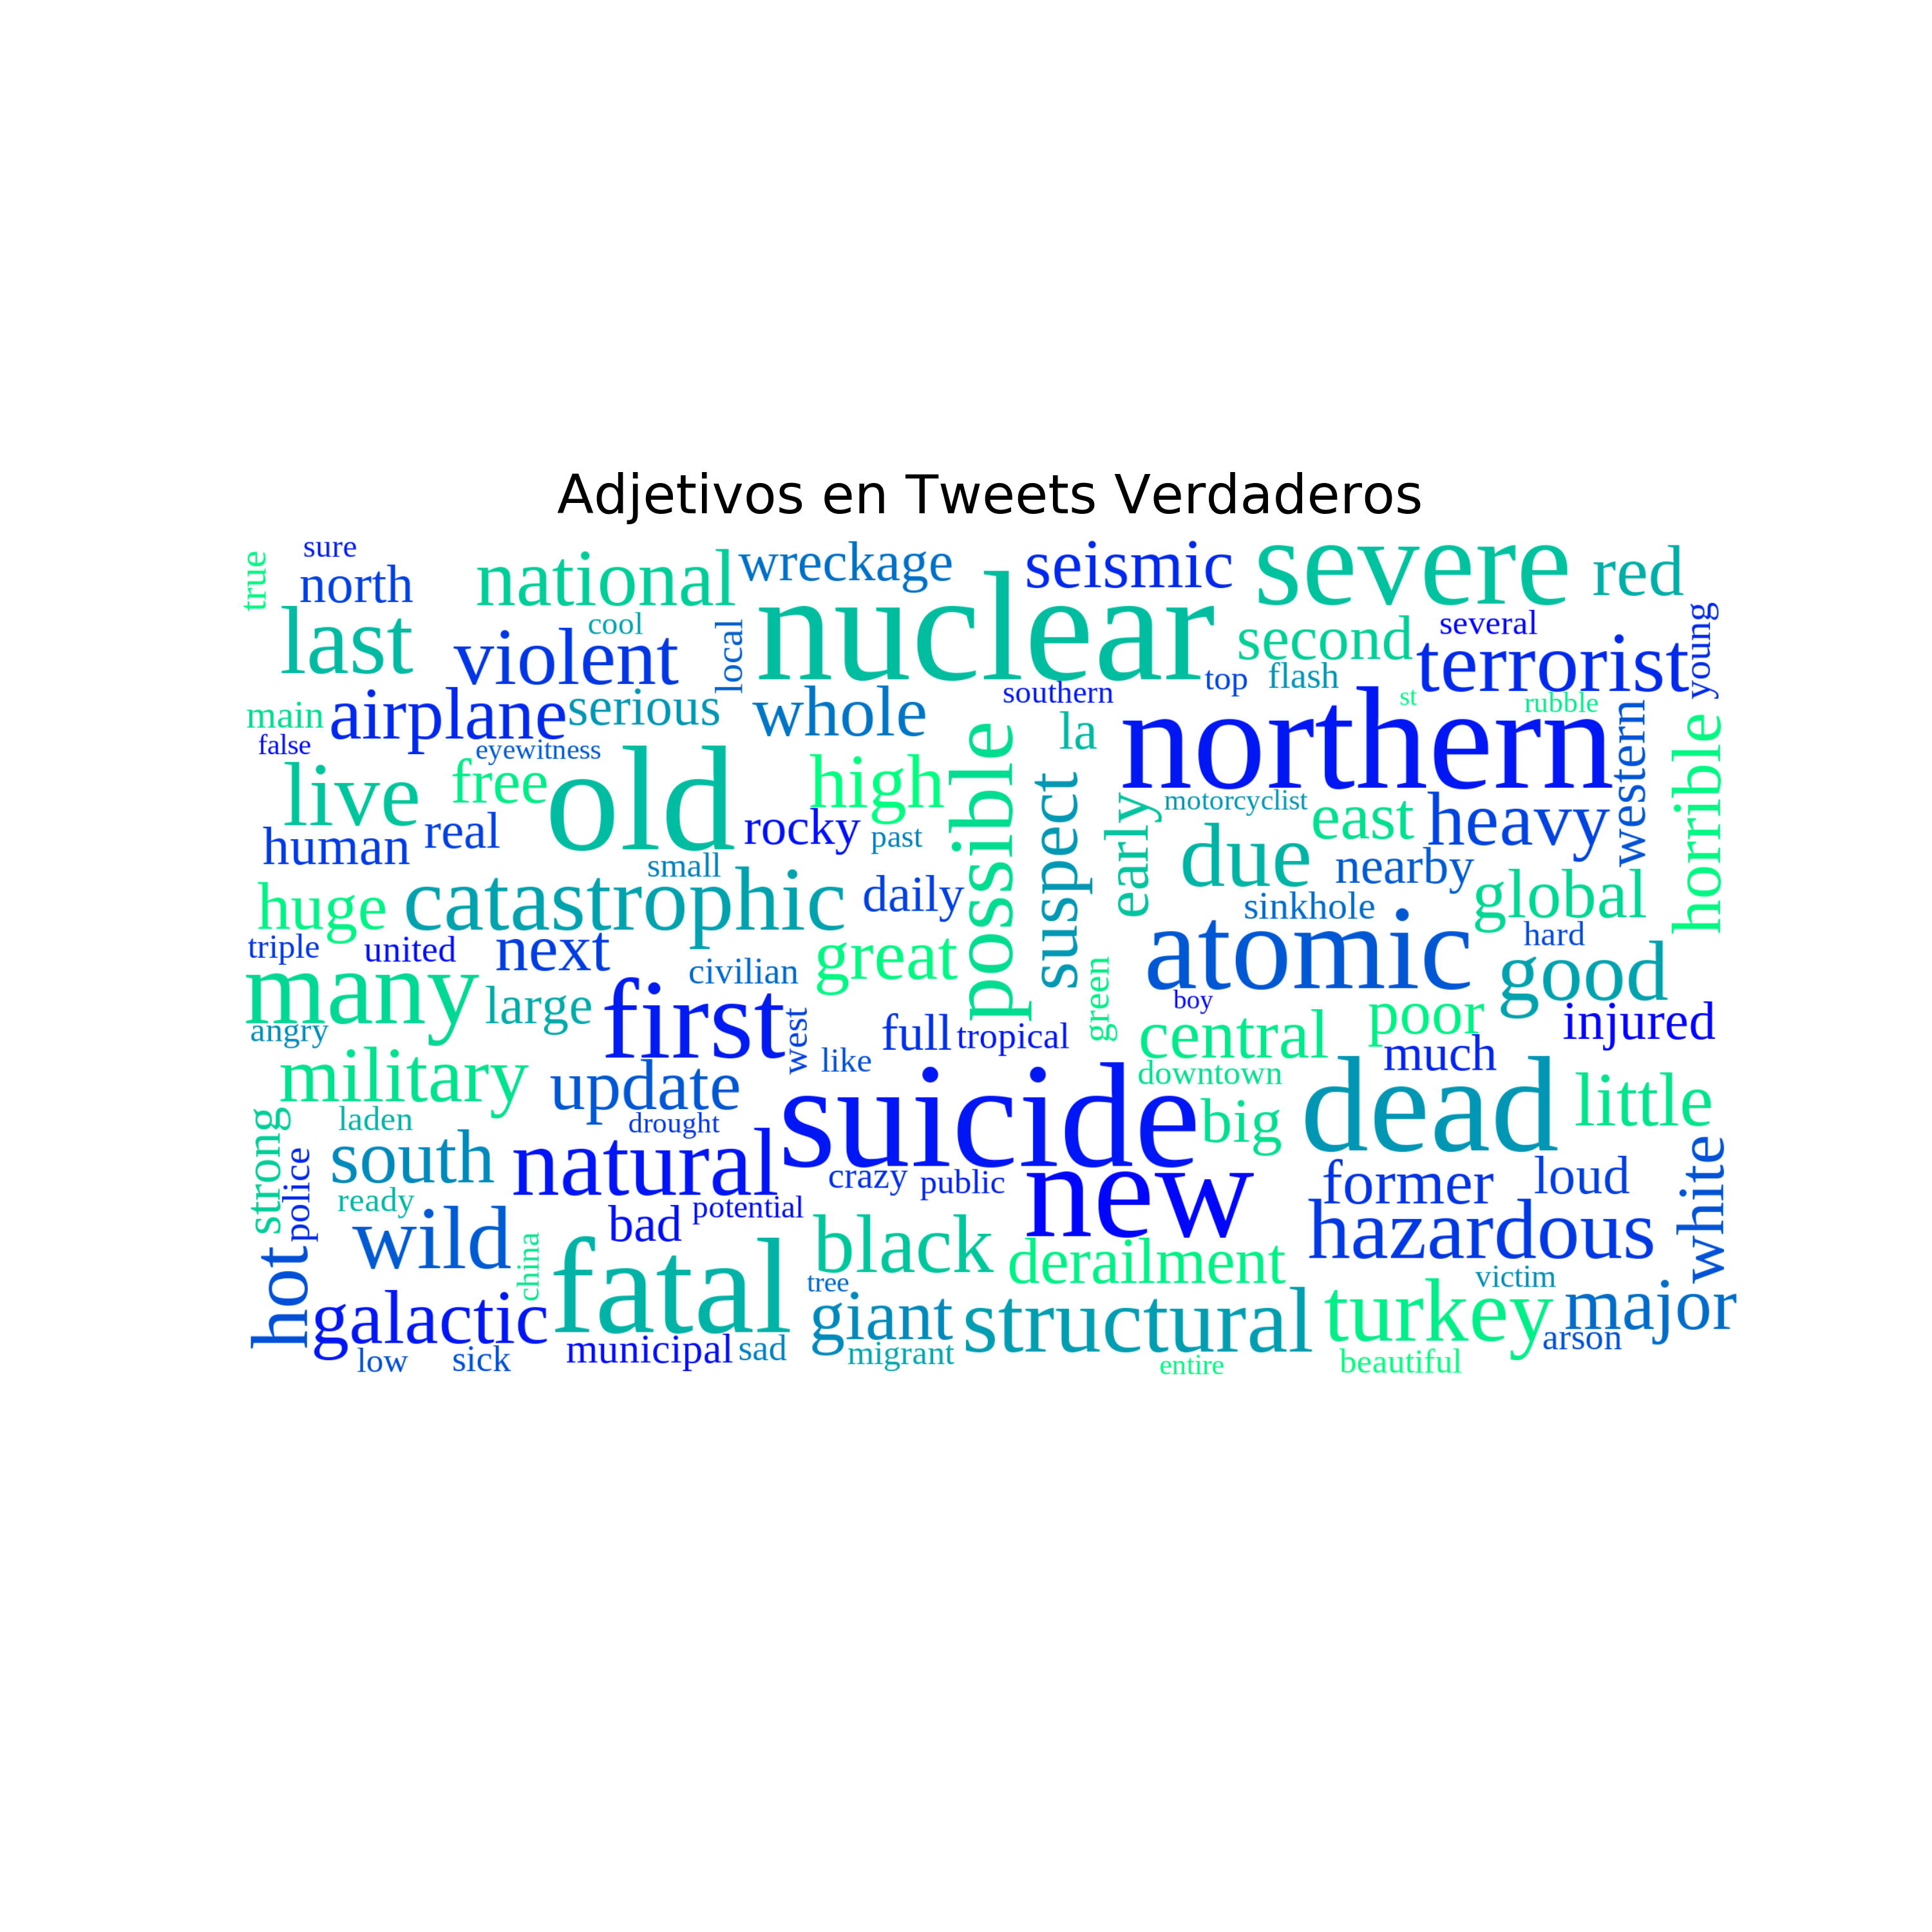 Adjetivos en Tweets Verdaderos
true
sure
north
national
wreckage
seismic
severe
red
last
violent
cool
local
nuclear
second
several
terrorist
young
top
flash
southern
main
airplane
serious
whole
la
northern
st
rubble
western
horrible
false
eyewitness
live
free
old
high
possible
suspect
early
motorcyclist
east
heavy
human
real
rocky
past
small
due
nearby
huge
catastrophic
daily
sinkhole
global
triple
united
next
civilian
great
atomic
hard
good
many
angry
large
first
west
like
full
tropical
green
boy
central
poor
much
injured
military
update
suicide
downtown
big
dead
little
strong
police
laden
drought
south
natural
crazy
public
new
former
loud
white
ready
wild
bad
potential
black
hazardous
hot
china
fatal
tree
derailment
victim
galactic
giant
structural
turkey
major
arson
low
sick
municipal
sad
migrant
entire
beautiful